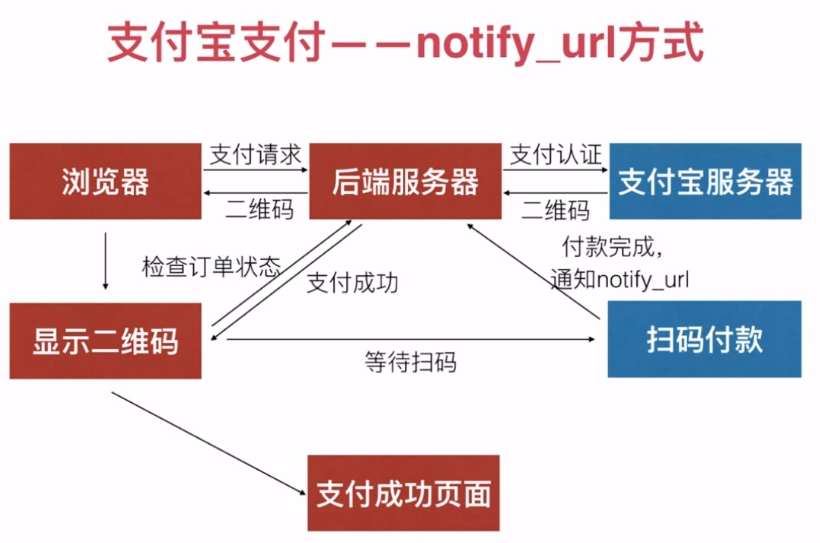 支付宝支付——notify_url方式
浏览器
支付请求
二维码
后端服务器
支付认证
二维码
支付宝服务器
检查订单状态
支付成功
付款完成，
通知notify_url
显示二维码
等待扫码
扫码付款
支付成功页面